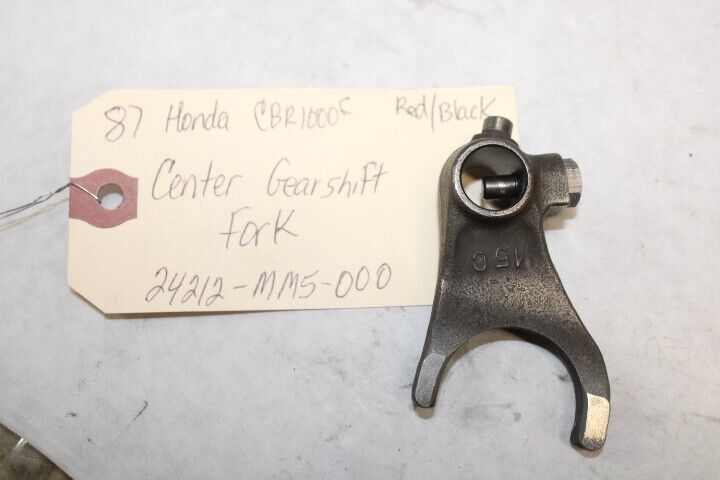 87 Honda CBR1000F Red/Black
Center Gearshift
Fork
24212-MM5-000